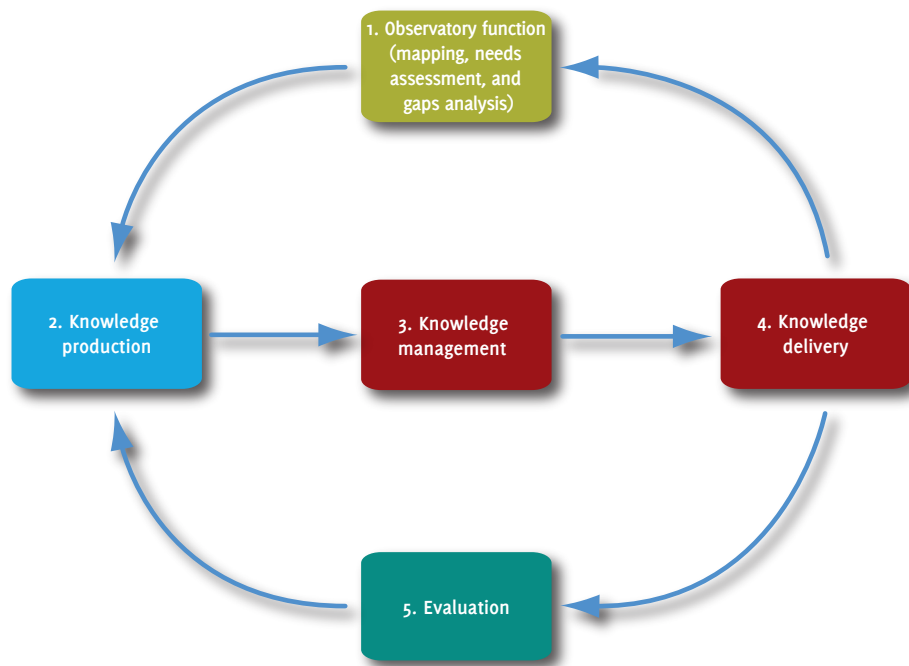 1. Observatory function
(mapping, needs
assessment, and
gaps analysis)
2. Knowledge
production
3. Knowledge
management
4. Knowledge
delivery
5. Evaluation